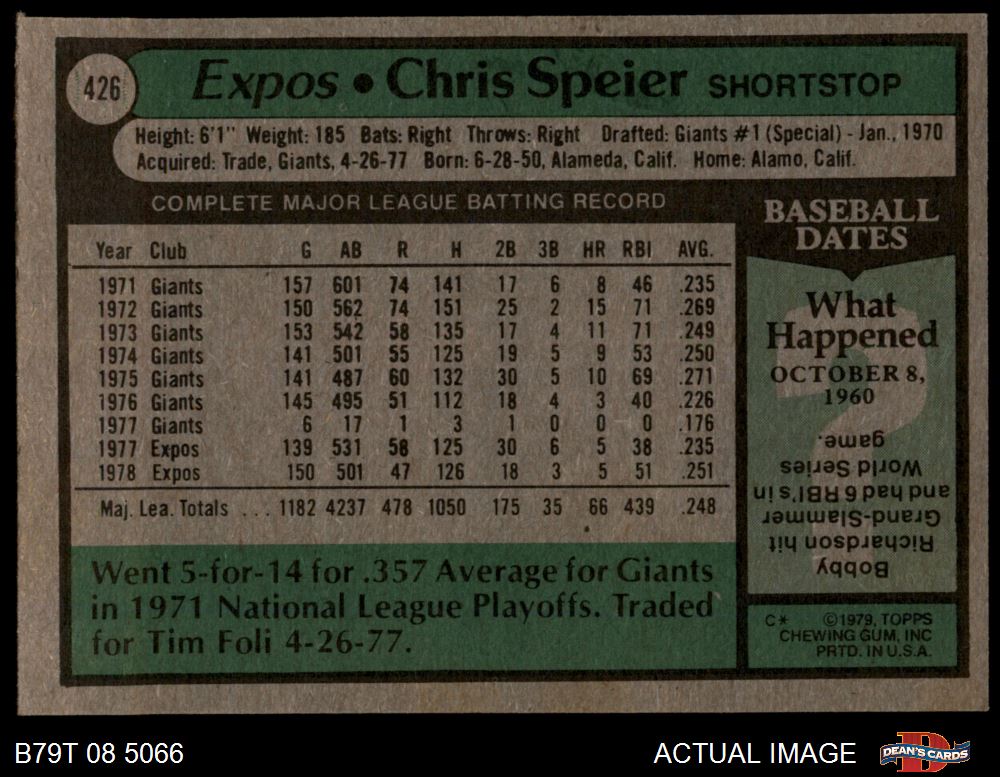 426
Expos • Chris Speier SHORTSTOP
Height: 6'1" Weight: 185 Bats: Right Throws: Right Drafted: Giants #1 (Special) - Jan., 1970
Acquired: Trade, Giants, 4-26-77 Born: 6-28-50, Alameda, Calif. Home: Alamo, Calif.
COMPLETE MAJOR LEAGUE BATTING RECORD
Year Club G AB R H 2B 3B HR RBI AVG.
1971 Giants 157 601 74 141 17 6 8 46 .235
1972 Giants 150 562 74 151 25 2 15 71 .269
1973 Giants 153 542 58 135 17 4 11 71 .249
1974 Giants 141 501 55 125 19 5 9 53 .250
1975 Giants 141 487 60 132 30 5 10 69 .271
1976 Giants 145 495 51 112 18 4 3 40 .226
1977 Giants 6 17 1 3 1 0 0 0 .176
1977 Expos 139 531 58 125 30 6 5 38 .235
1978 Expos 150 501 47 126 18 3 5 51 .251
Maj. Lea. Totals ... 1182 4237 478 1050 175 35 66 439 .248
Went 5-for-14 for .357 Average for Giants
in 1971 National League Playoffs. Traded
for Tim Foli 4-26-77.
BASEBALL
DATES
What
Happened
OCTOBER 8,
1960
?
Bobby
Richardson hit
Grand-Slammer
and had 6 RBI's in
World Series
game.
C* ©1979, TOPPS
CHEWING GUM, INC
PRTD. IN U.S.A.
B79T 08 5066
ACTUAL IMAGE
D
DEAN'S CARDS